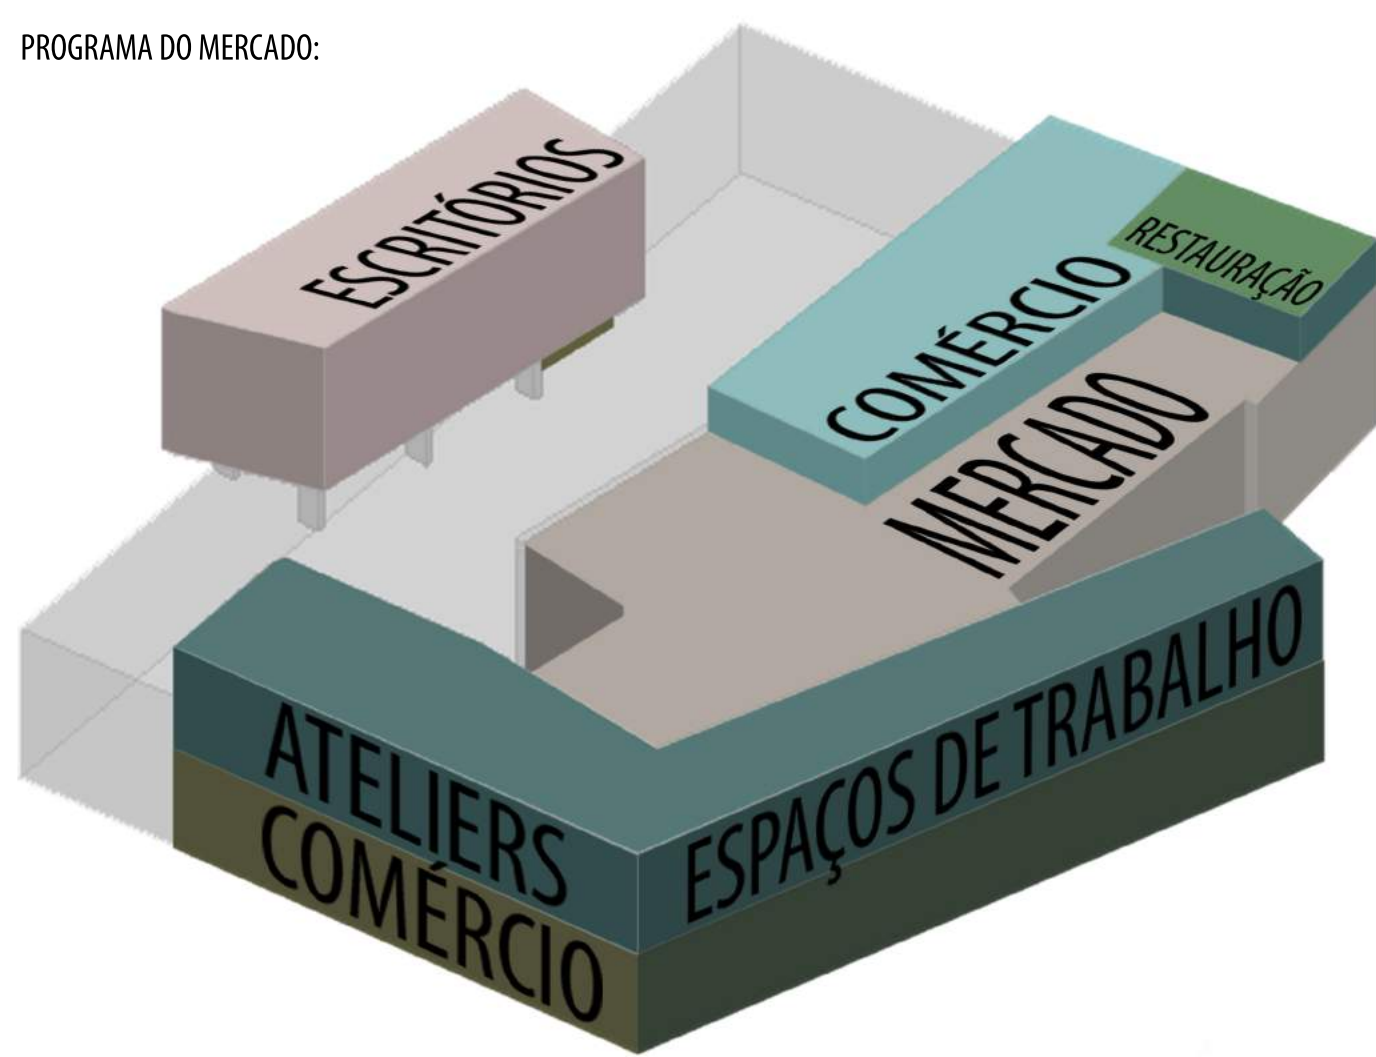 PROGRAMA DO MERCADO:
ESCRITÓRIOS
RESTAURAÇÃO
COMÉRCIO
MERCADO
ATELIERS
ESPAÇOS DE TRABALHO
COMÉRCIO